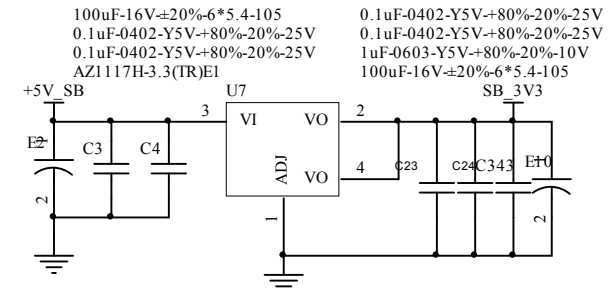 100uF-16V-±20%-6*5.4-105
0.1uF-0402-Y5V-+80%-20%-25V
0.1uF-0402-Y5V-+80%-20%-25V
AZ1117H-3.3(TR)E1
0.1uF-0402-Y5V-+80%-20%-25V
0.1uF-0402-Y5V-+80%-20%-25V
1uF-0603-Y5V-+80%-20%-10V
100uF-16V-±20%-6*5.4-105
+5V_SB
U7
SB_3V3
3
VI
VO
2
E2
1
C3
C4
ADJ
VO
4
C23
C24
C343
E10
1
2
1
2